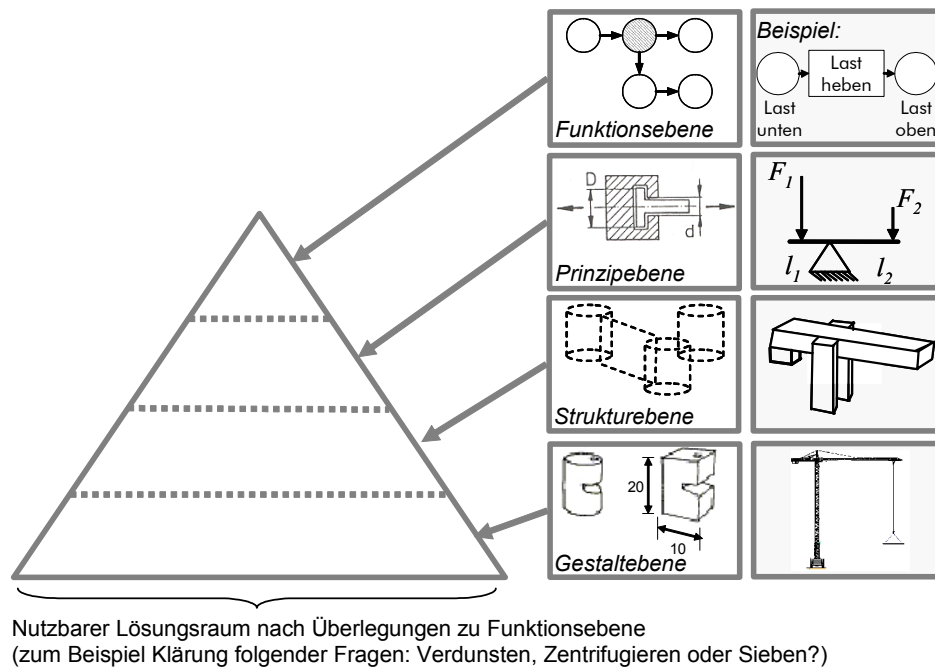 Beispiel:
Last
heben
Last
unten
Last
oben
Funktionsebene
D
d
Prinzipebene
F1
F2
l1
l2
Strukturebene
20
10
Gestaltebene
Nutzbarer Lösungsraum nach Überlegungen zu Funktionsebene
(zum Beispiel Klärung folgender Fragen: Verdunsten, Zentrifugieren oder Sieben?)